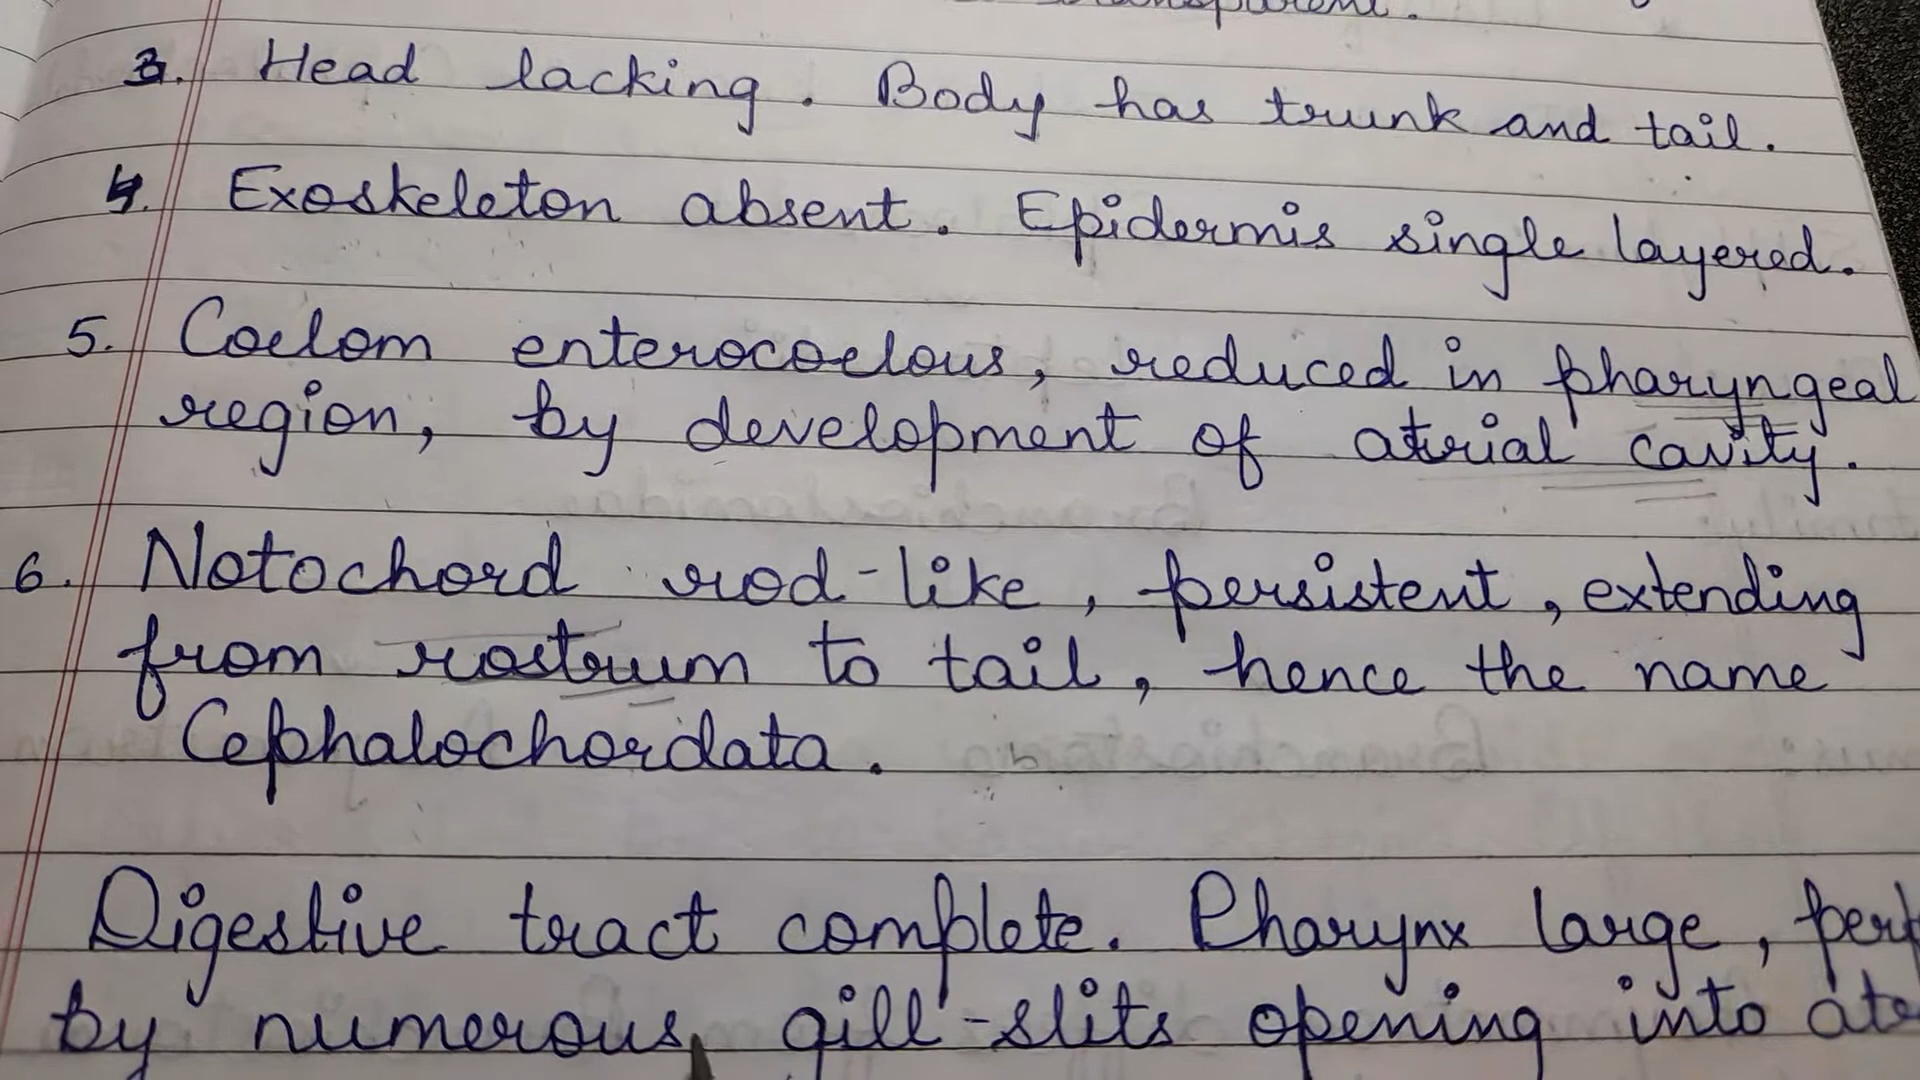 3. Head lacking. Body has trunk and tail.
4. Exoskeleton absent. Epidermis single layered.
5. Coelom enterocoelous, reduced in pharyngeal
region, by development of atrial cavity.
6. Notochord rod-like, persistent, extending
from rostrum to tail, hence the name
Cephalochordata.
Digestive tract complete. Pharynx large,
by numerous gill-slits opening into